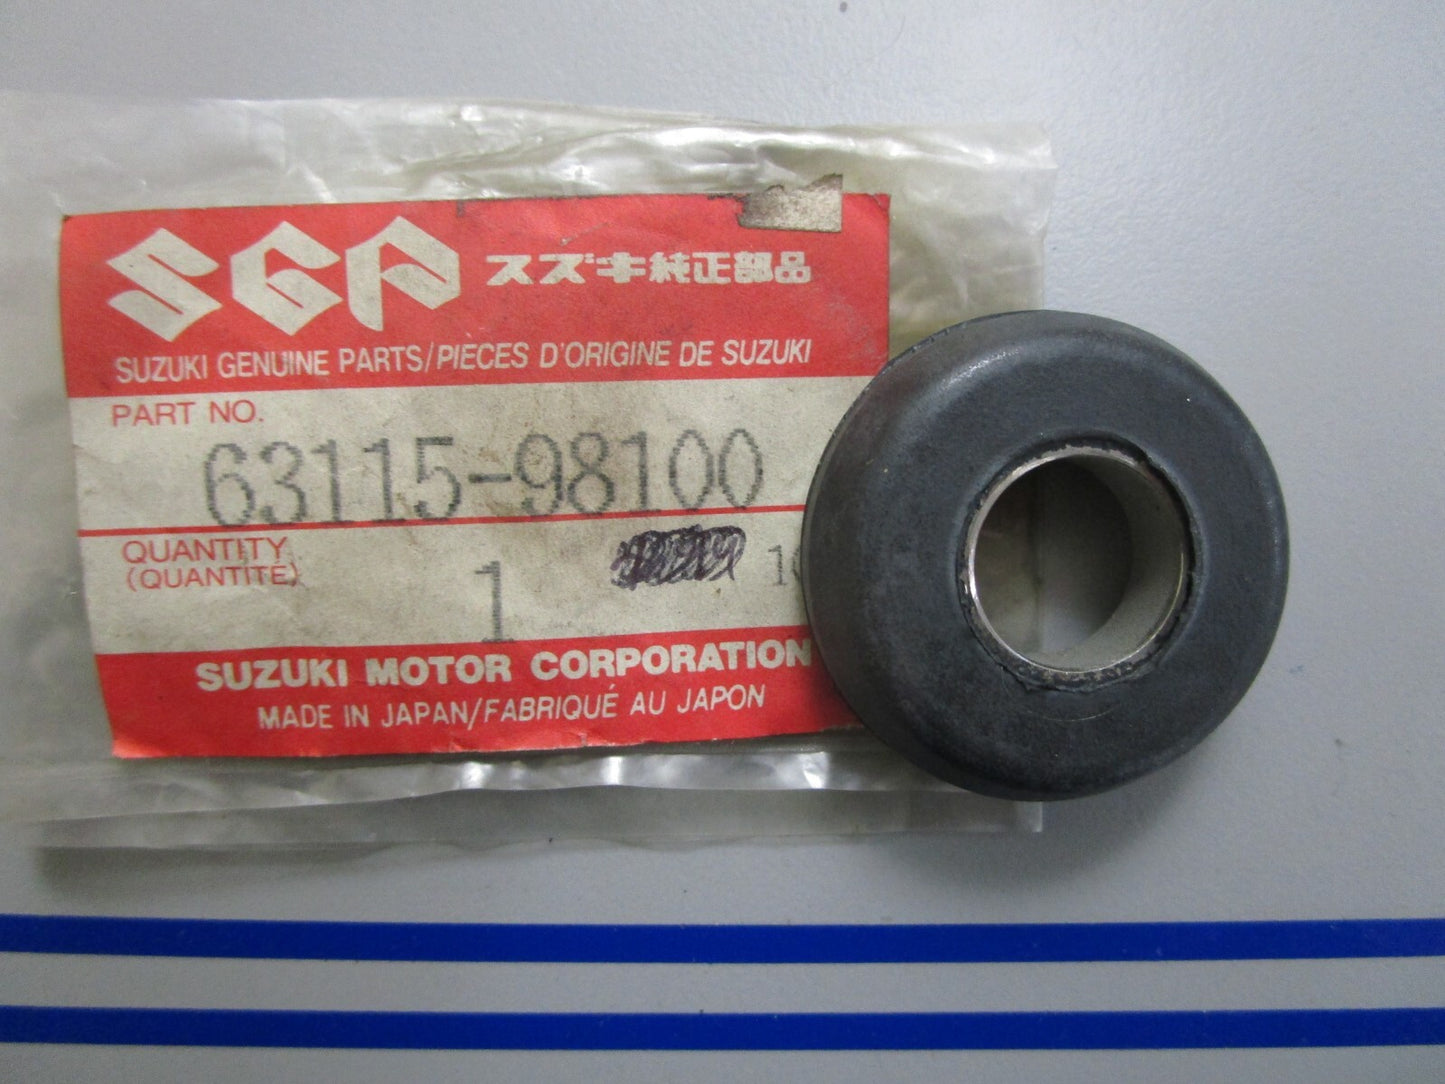 SGP スズキ純正部品
SUZUKI GENUINE PARTS/PIECES D'ORIGINE DE SUZUKI
PART NO.
63115-98100
QUANTITY
(QUANTITÉ)
1
SUZUKI MOTOR CORPORATION
MADE IN JAPAN/FABRIQUÉ AU JAPON